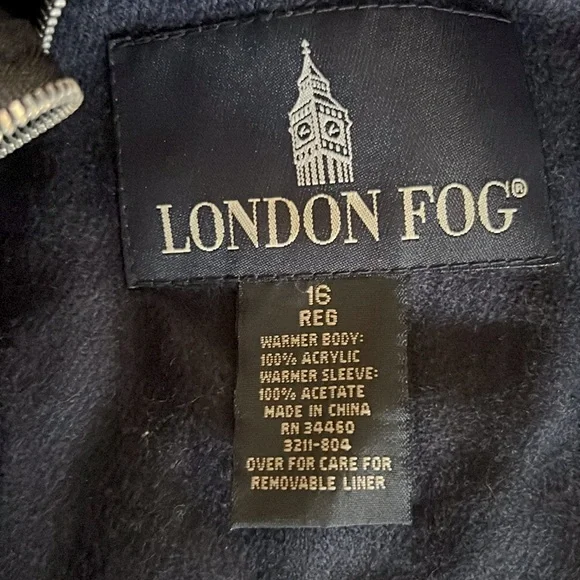 LONDON FOG®
16
REG
WARMER BODY:
100% ACRYLIC
WARMER SLEEVE:
100% ACETATE
MADE IN CHINA
RN 34460
3211-804
OVER FOR CARE FOR
REMOVABLE LINER